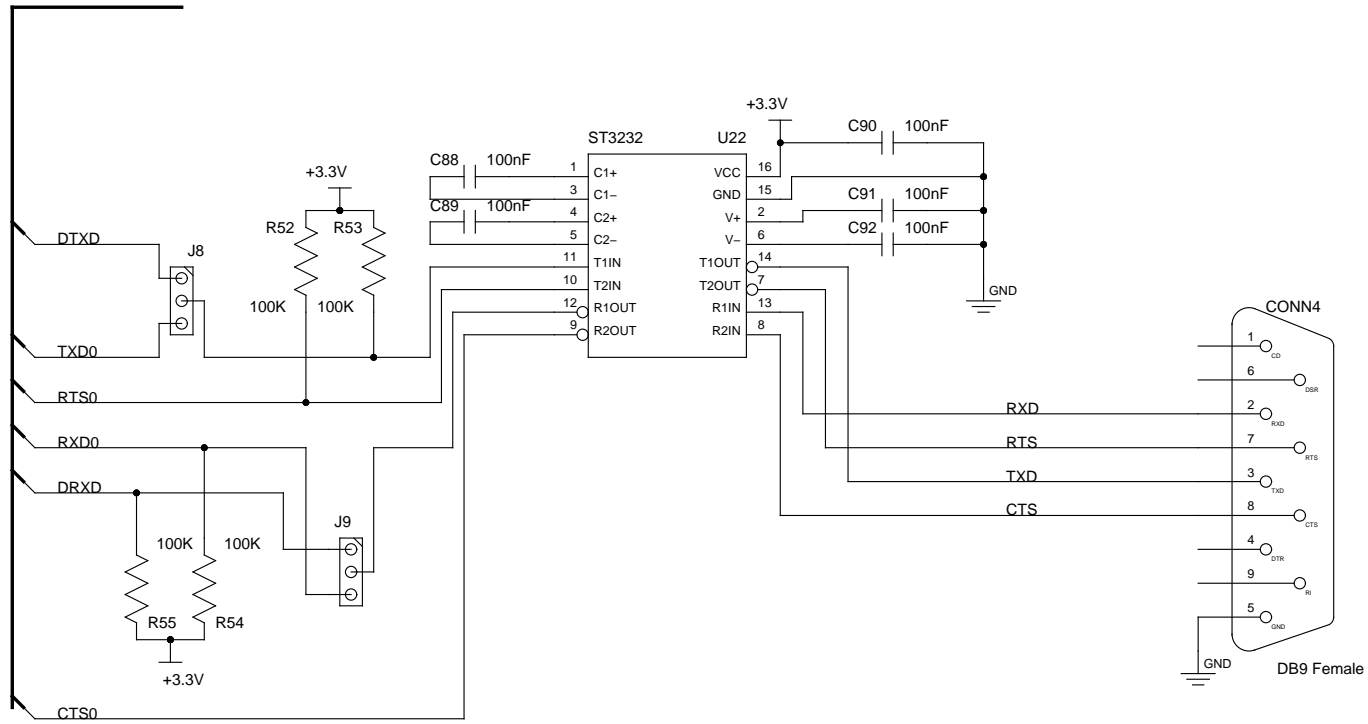 +3.3V
C90 100nF
ST3232 U22
C88 100nF
1 C1+ VCC 16
+3.3V
3 C1− GND 15
C89 100nF
C91 100nF
4 C2+ V+ 2
R52 R53
C92 100nF
DTXD
5 C2− V− 6
J8
11 T1IN T1OUT 14
10 T2IN T2OUT 7
GND
100K 100K
12 R1OUT R1IN 13
CONN4
9 R2OUT R2IN 8
1 CD
TXD0
6 DSR
RTS0
RXD 2 RXD
RXD0
RTS 7 RTS
TXD 3 TXD
DRXD
CTS 8 CTS
J9
100K 100K
4 DTR
9 RI
5 GND
R55 R54
GND
DB9 Female
+3.3V
CTS0